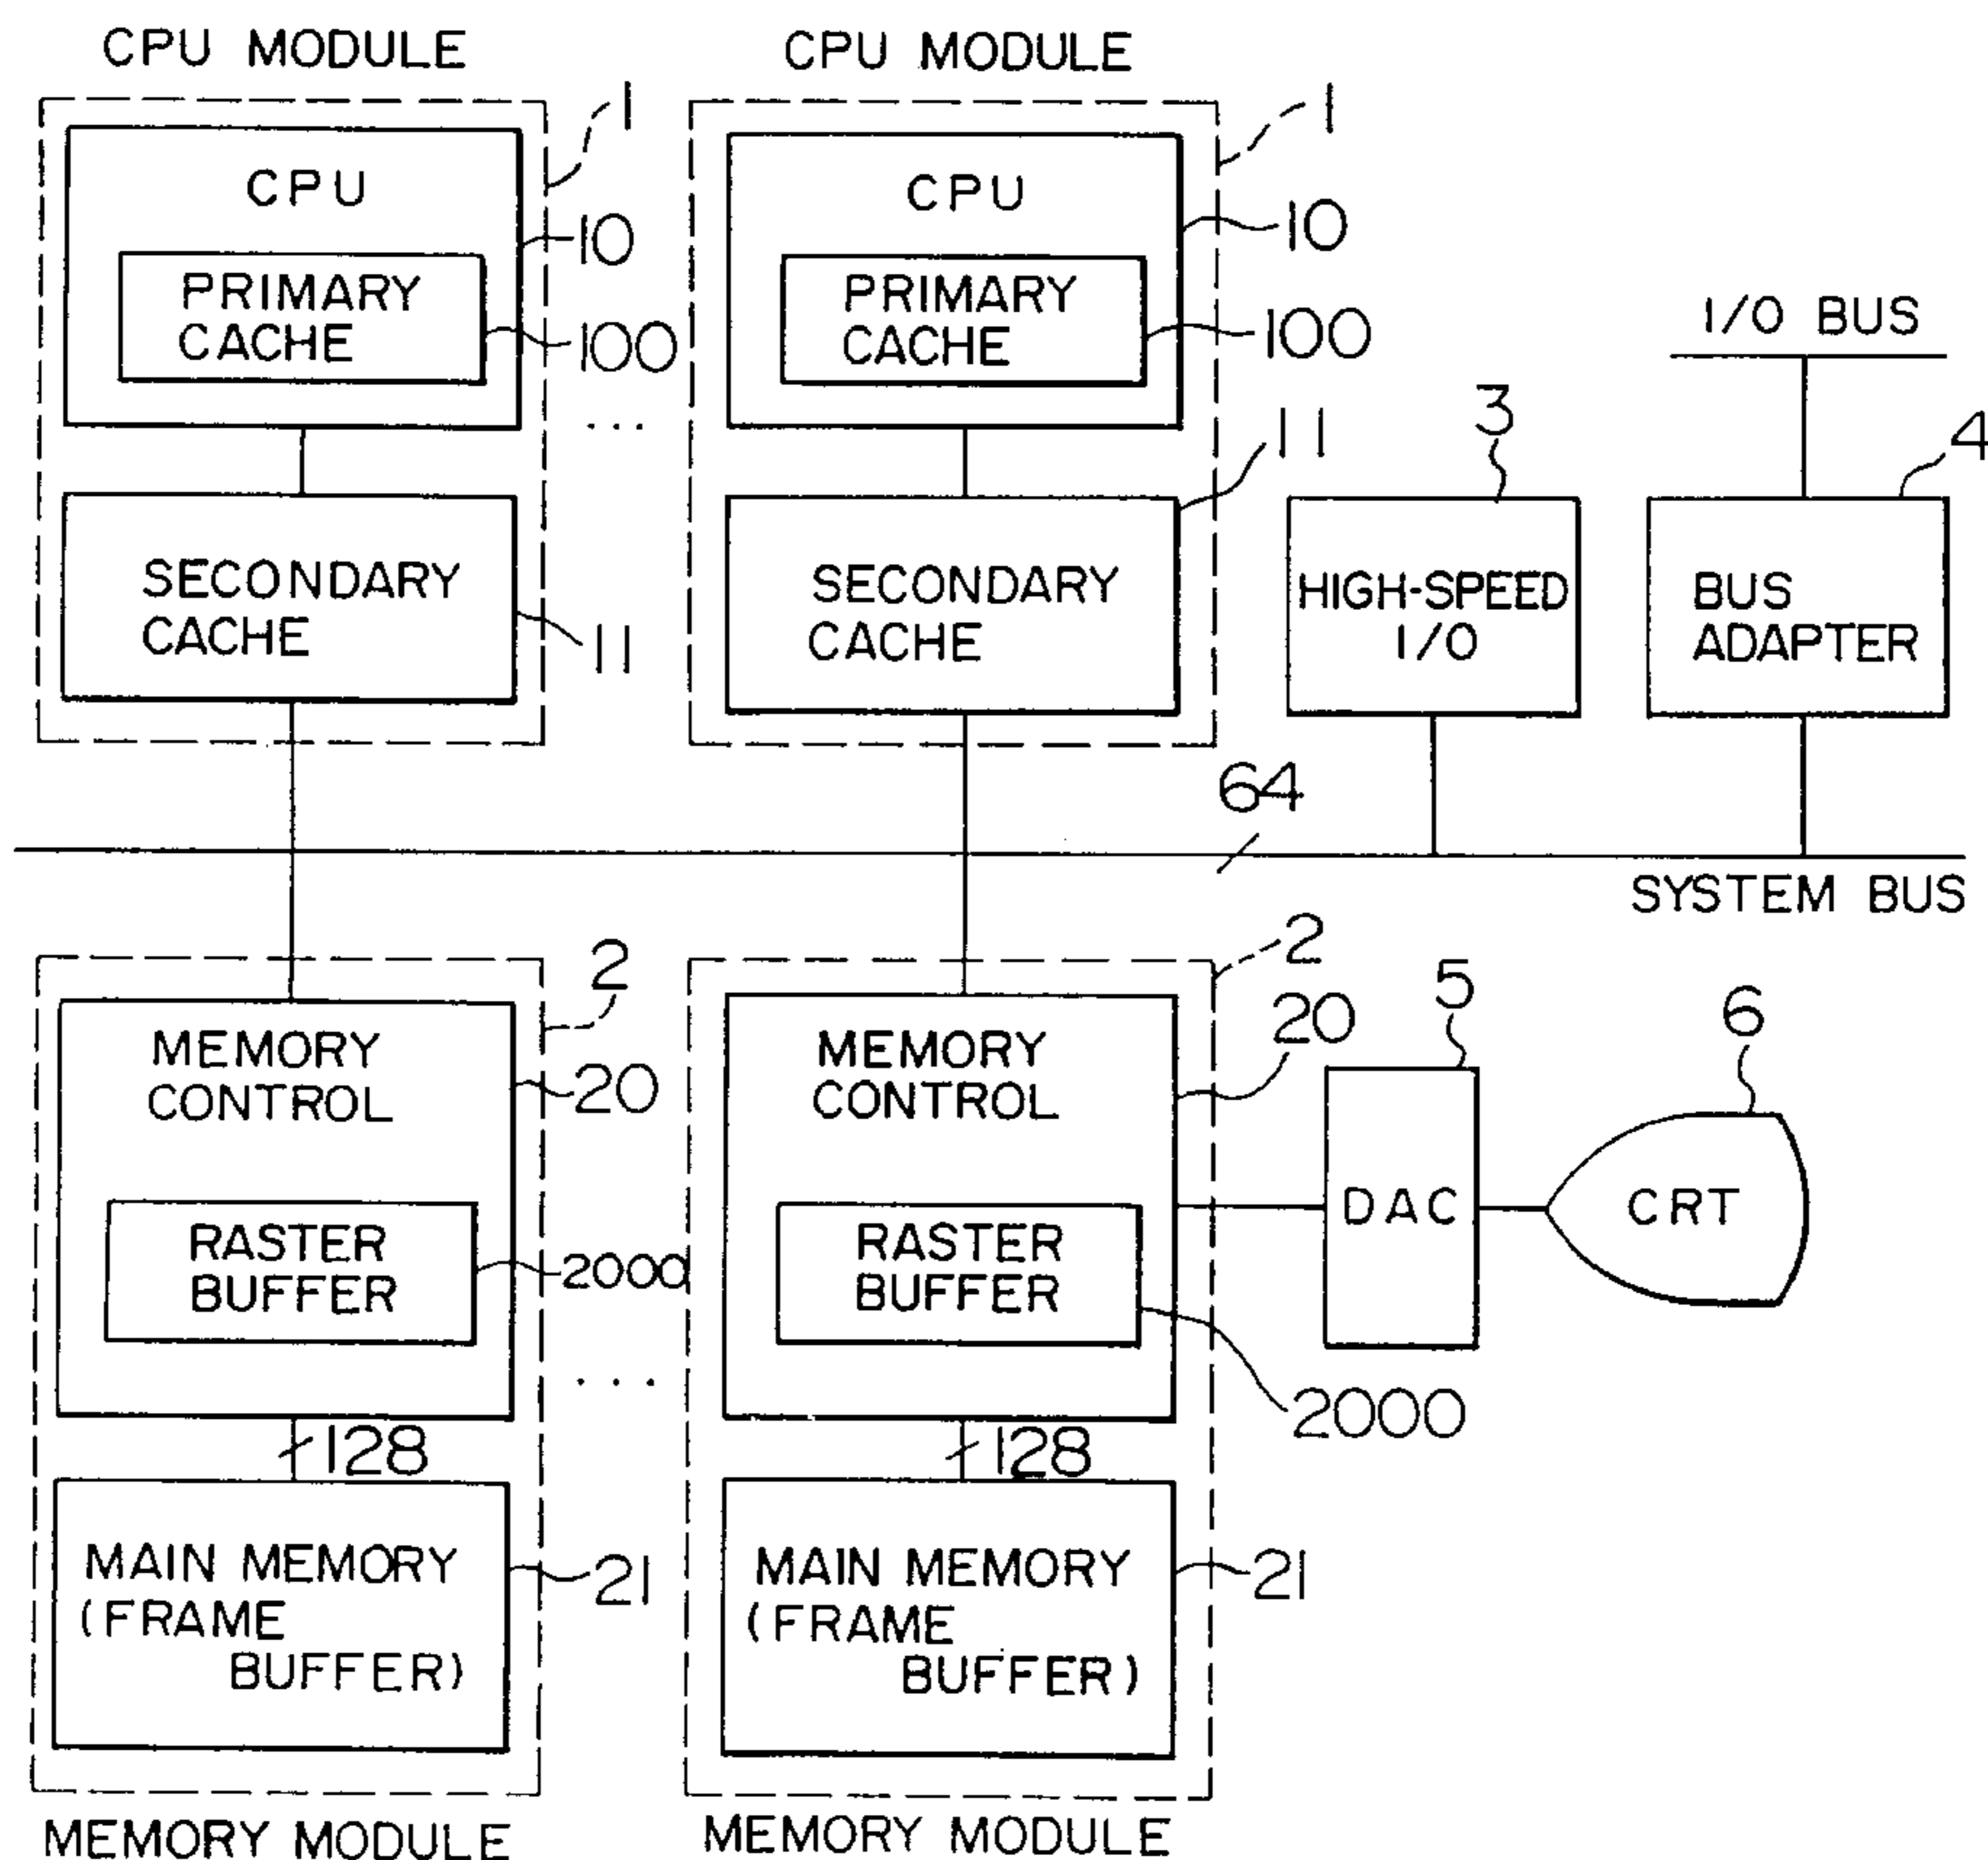 CPU MODULE
CPU MODULE
1
1
CPU
CPU
10
10
PRIMARY
CACHE
PRIMARY
CACHE
100
100
I/O BUS
...
11
3
4
SECONDARY
CACHE
SECONDARY
CACHE
11
HIGH-SPEED
I/O
BUS
ADAPTER
64
SYSTEM BUS
2
2
MEMORY
CONTROL
20
MEMORY
CONTROL
20
5
6
RASTER
BUFFER
2000
RASTER
BUFFER
2000
DAC
CRT
...
128
128
MAIN MEMORY
(FRAME
BUFFER)
21
MAIN MEMORY
(FRAME
BUFFER)
21
MEMORY MODULE
MEMORY MODULE